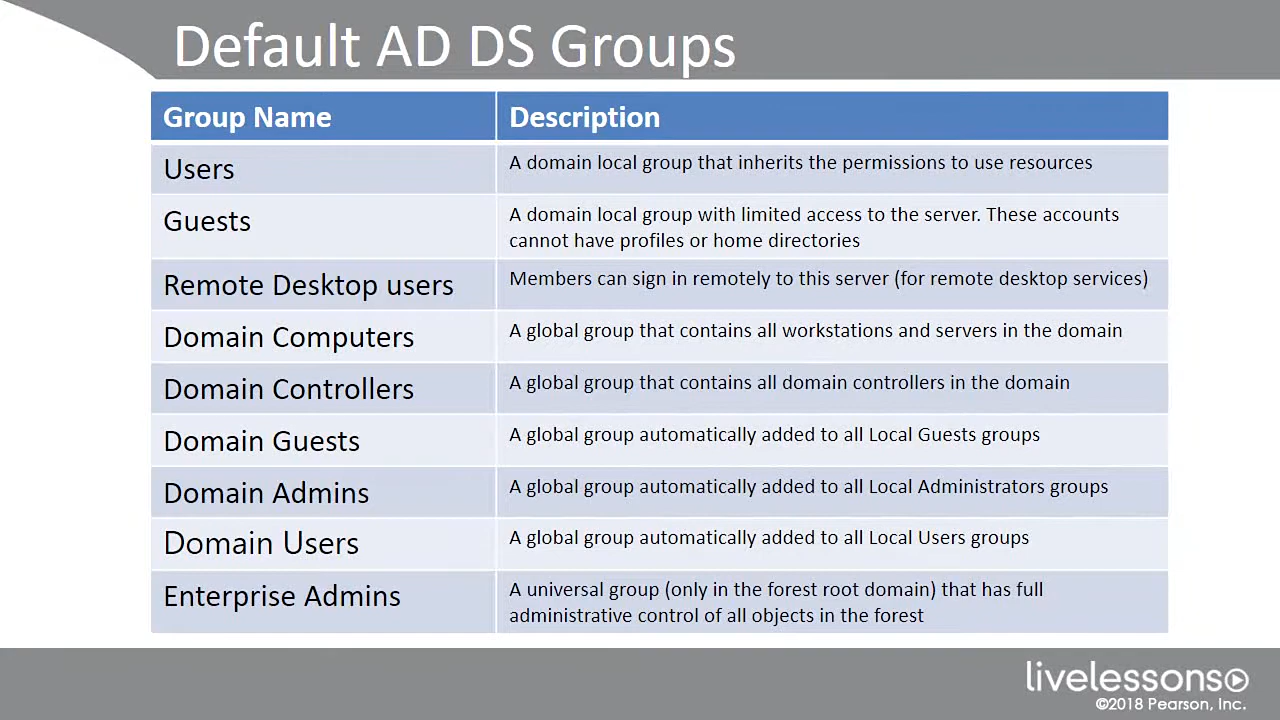 Default AD DS Groups
Group Name
Description
Users
A domain local group that inherits the permissions to use resources
Guests
A domain local group with limited access to the server. These accounts
cannot have profiles or home directories
Remote Desktop users
Members can sign in remotely to this server (for remote desktop services)
Domain Computers
A global group that contains all workstations and servers in the domain
Domain Controllers
A global group that contains all domain controllers in the domain
Domain Guests
A global group automatically added to all Local Guests groups
Domain Admins
A global group automatically added to all Local Administrators groups
Domain Users
A global group automatically added to all Local Users groups
Enterprise Admins
A universal group (only in the forest root domain) that has full
administrative control of all objects in the forest
livelessons
©2018 Pearson, Inc.